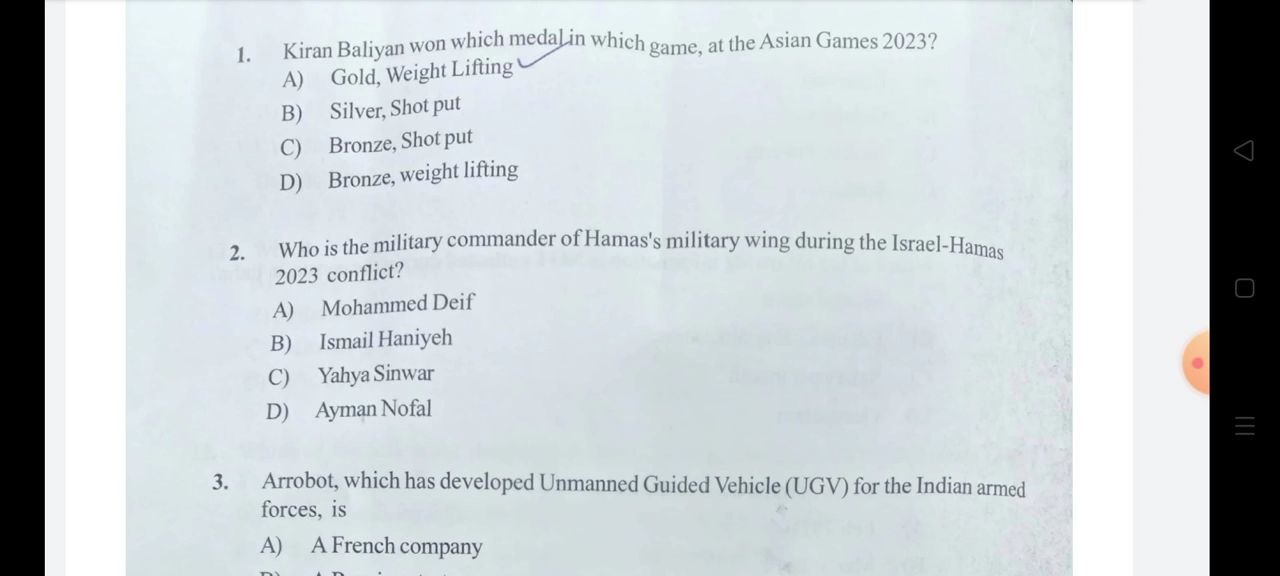 1. Kiran Baliyan won which medal in which game, at the Asian Games 2023?
A) Gold, Weight Lifting
B) Silver, Shot put
C) Bronze, Shot put
D) Bronze, weight lifting
2. Who is the military commander of Hamas's military wing during the Israel-Hamas
2023 conflict?
A) Mohammed Deif
B) Ismail Haniyeh
C) Yahya Sinwar
D) Ayman Nofal
3. Arrobot, which has developed Unmanned Guided Vehicle (UGV) for the Indian armed
forces, is
A) A French company